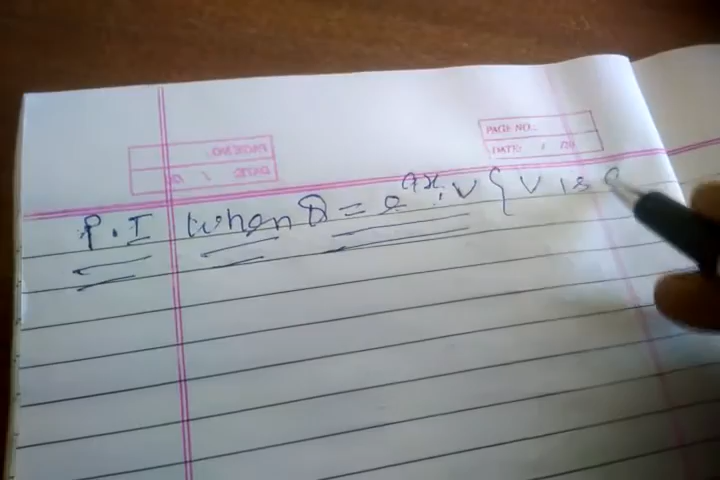 PAGE NO.:
DATE: / /20
P.I when Q = e^ax. V { V is